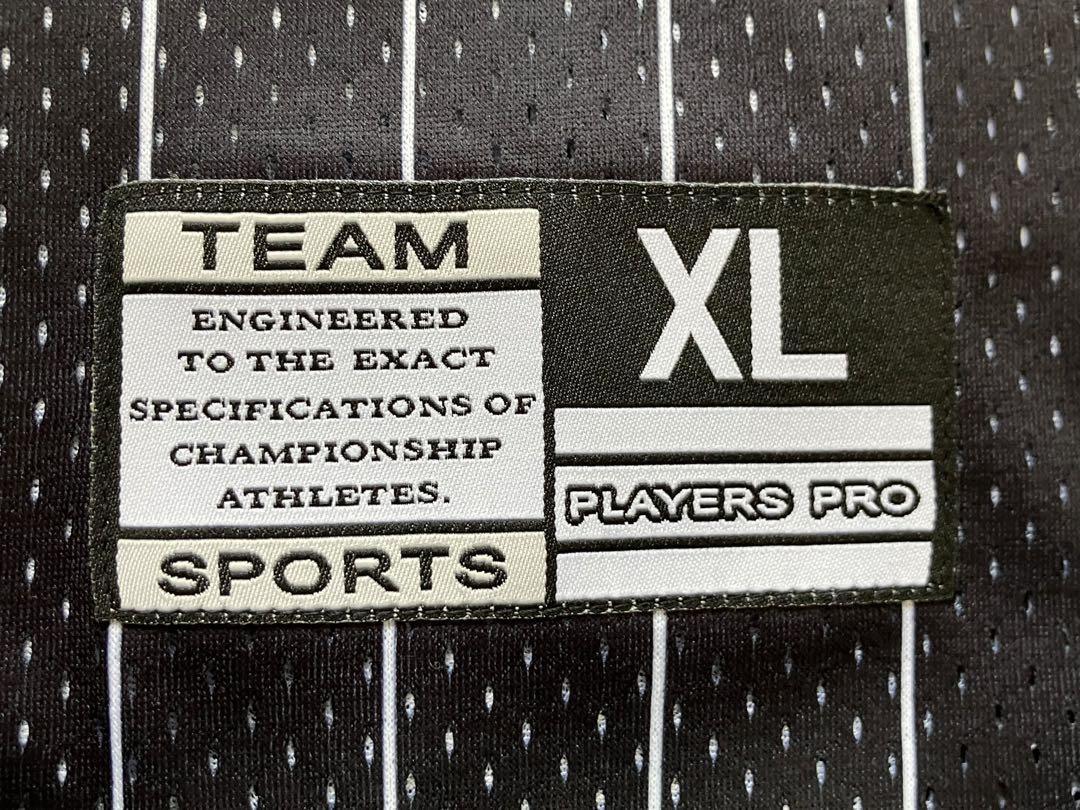 TEAM
ENGINEERED
TO THE EXACT
SPECIFICATIONS OF
CHAMPIONSHIP
ATHLETES.
SPORTS
XL
PLAYERS PRO